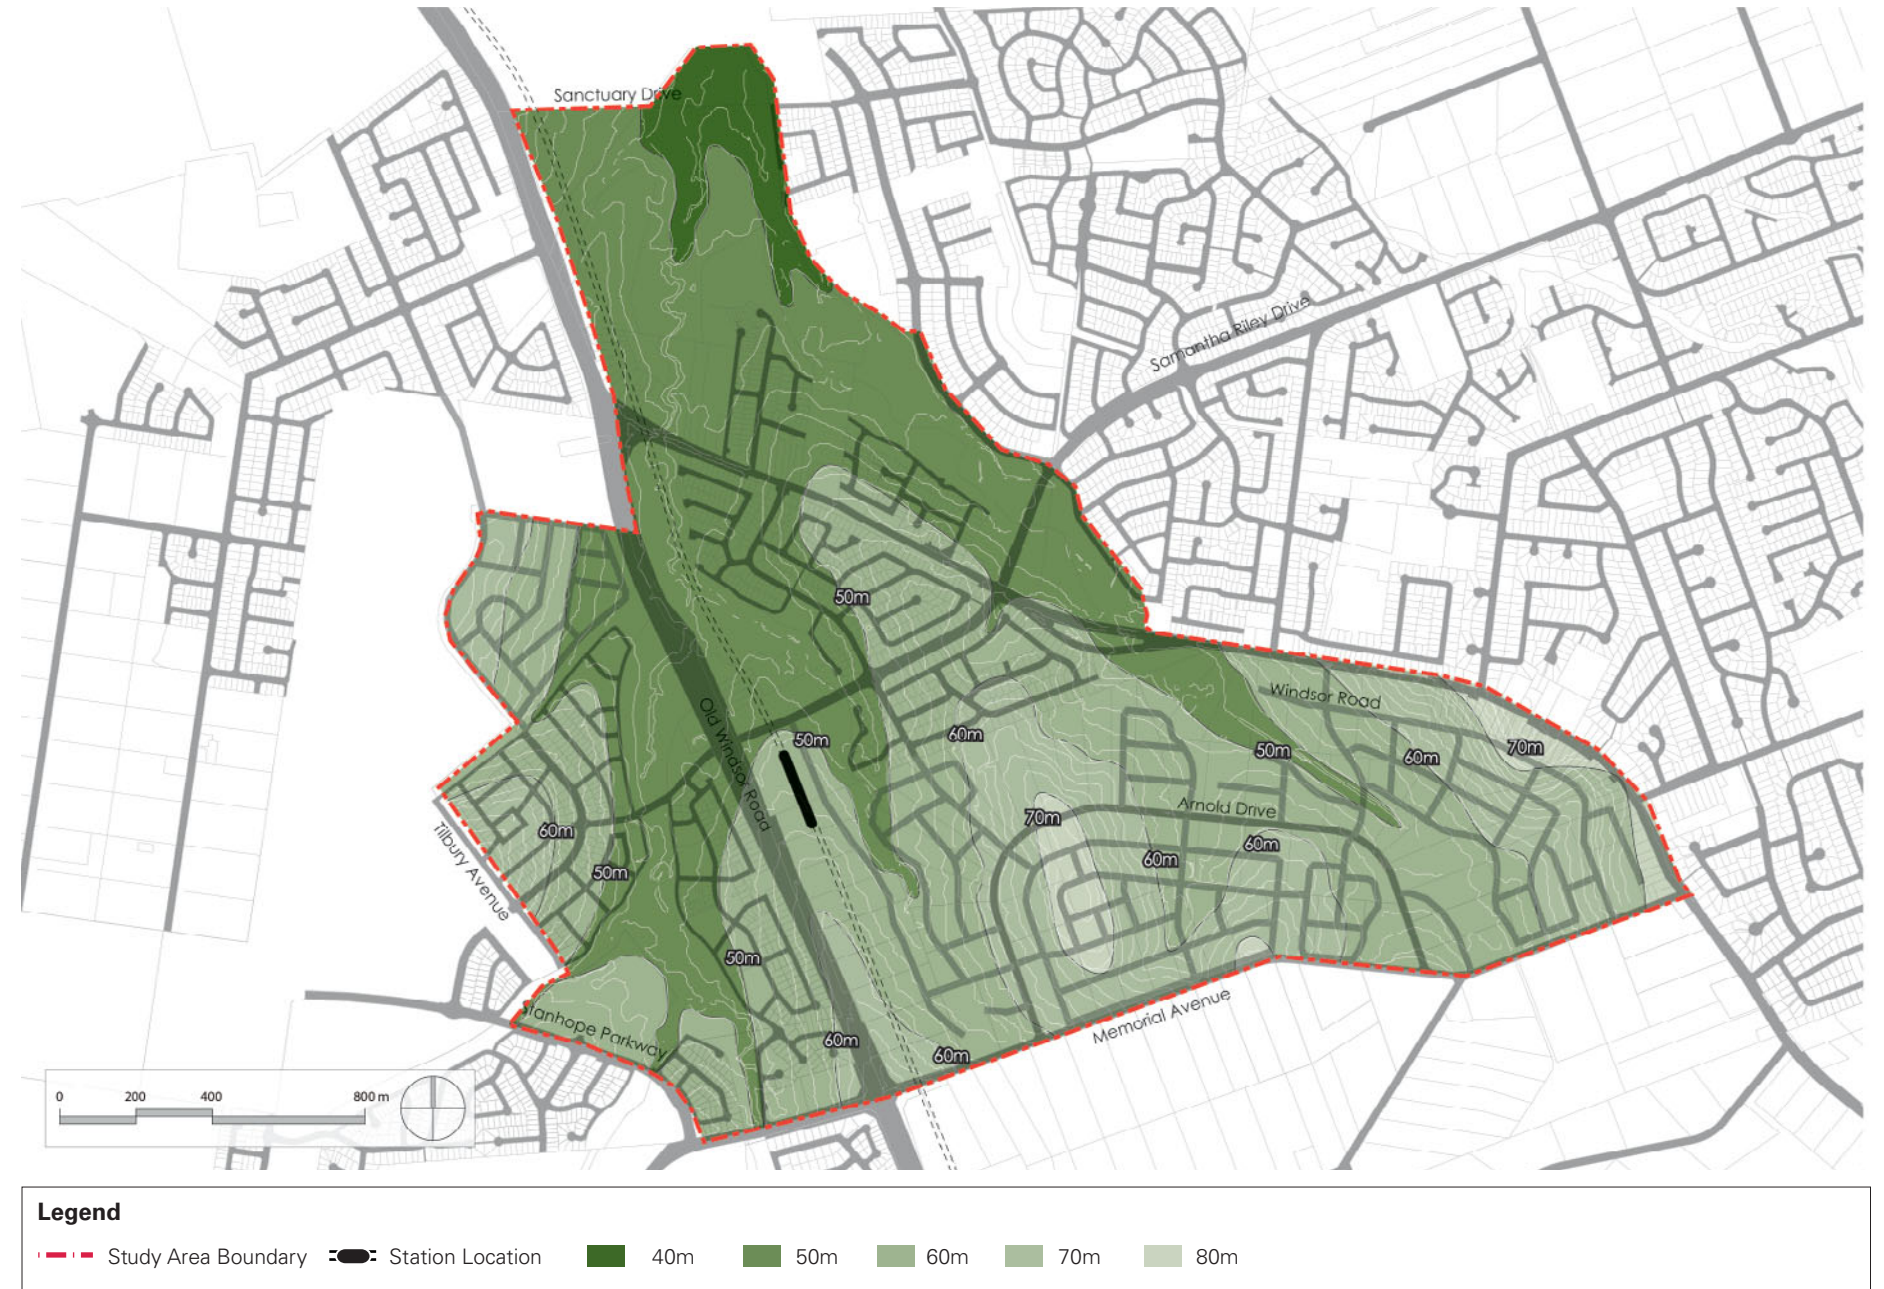 Sanctuary Drive
Samantha Riley Drive
50m
Old Windsor Road
Windsor Road
50m
60m
50m
60m
70m
Arnold Drive
70m
60m
60m
60m
50m
Tilbury Avenue
50m
Stanhope Parkway
60m
60m
Memorial Avenue
0 200 400 800 m
Legend
Study Area Boundary Station Location 40m 50m 60m 70m 80m